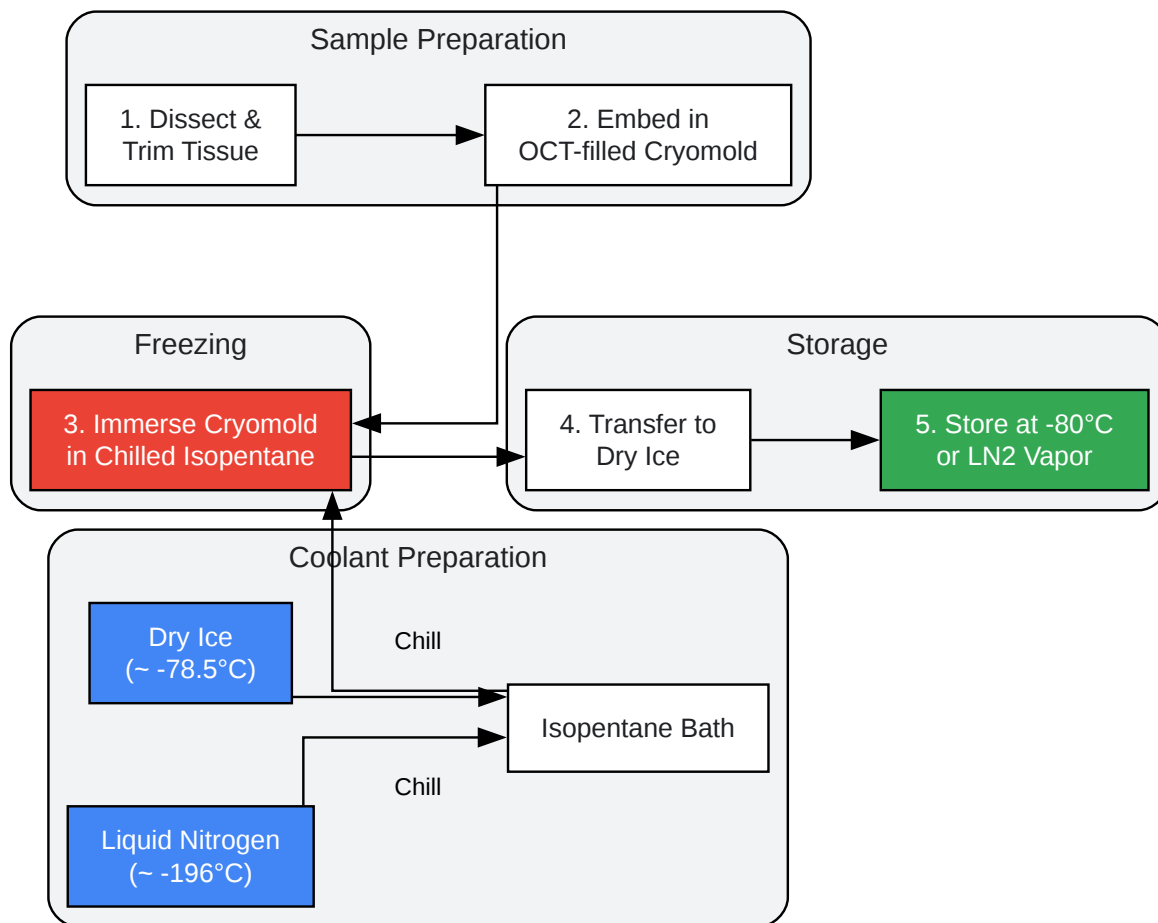 Sample Preparation
1. Dissect &
Trim Tissue
2. Embed in
OCT-filled Cryomold
Freezing
3. Immerse Cryomold
in Chilled Isopentane
Storage
4. Transfer to
Dry Ice
5. Store at -80°C
or LN2 Vapor
Coolant Preparation
Dry Ice
(~ -78.5°C)
Chill
Isopentane Bath
Chill
Liquid Nitrogen
(~ -196°C)